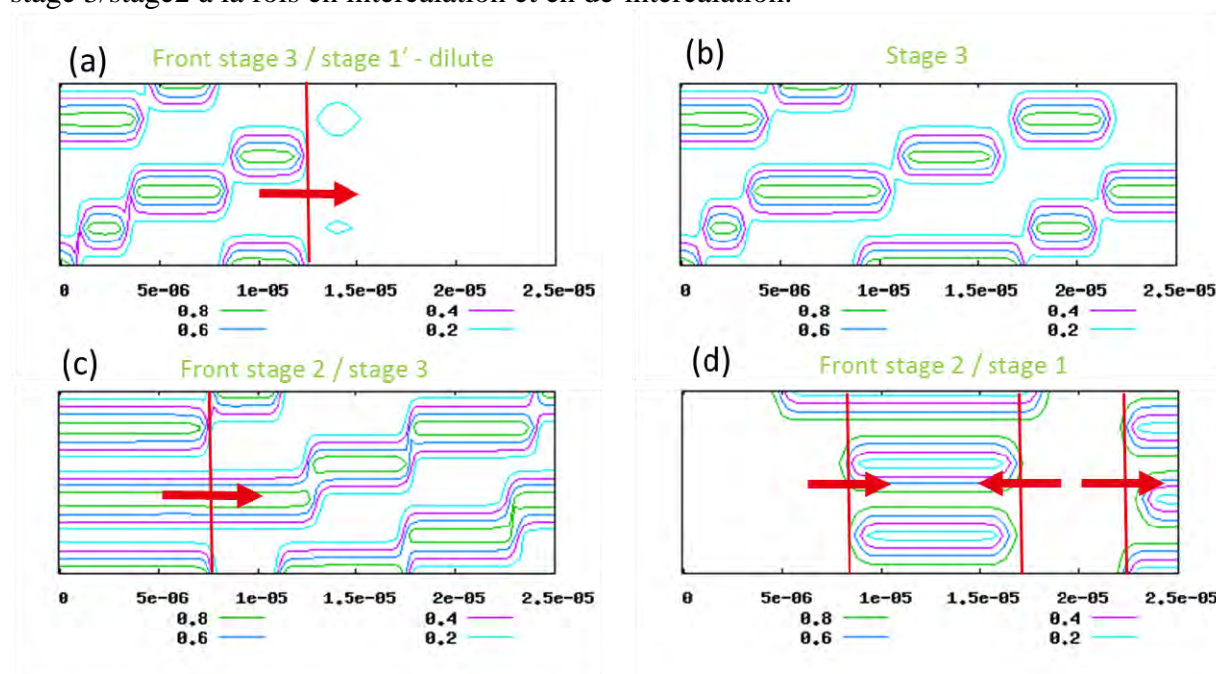 stage 3/stage2 à la fois en intercalation et en dé-intercalation.
(a) Front stage 3 / stage 1′ - dilute
(b) Stage 3
0 5e-06 1e-05 1.5e-05 2e-05 2.5e-05
0.8 0.4
0.6 0.2
0 5e-06 1e-05 1.5e-05 2e-05 2.5e-05
0.8 0.4
0.6 0.2
(c) Front stage 2 / stage 3
(d) Front stage 2 / stage 1
0 5e-06 1e-05 1.5e-05 2e-05 2.5e-05
0.8 0.4
0.6 0.2
0 5e-06 1e-05 1.5e-05 2e-05 2.5e-05
0.8 0.4
0.6 0.2